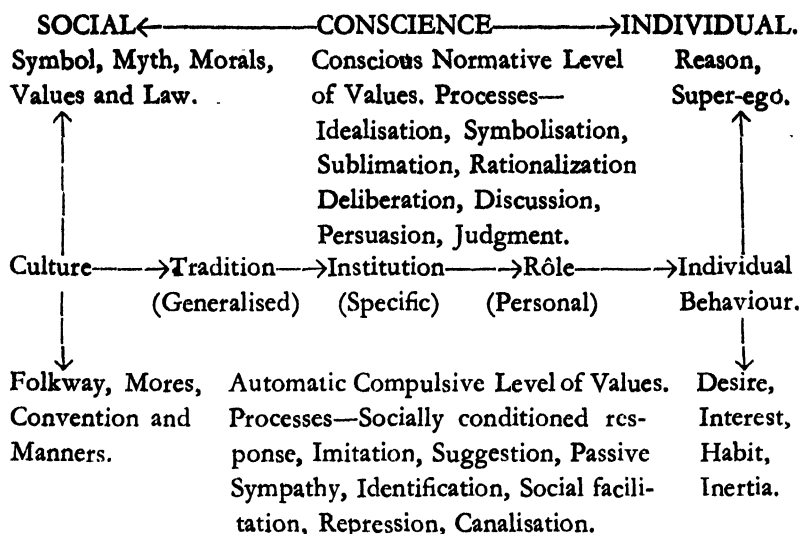 SOCIAL←——CONSCIENCE——→INDIVIDUAL.
Symbol, Myth, Morals, Conscious Normative Level Reason,
Values and Law. of Values. Processes— Super-ego.
Idealisation, Symbolisation,
Sublimation, Rationalization
Deliberation, Discussion,
Persuasion, Judgment.
Culture——→Tradition—→Institution——→Rôle——→Individual
(Generalised) (Specific) (Personal) Behaviour.
Folkway, Mores, Automatic Compulsive Level of Values. Desire,
Convention and Processes—Socially conditioned res- Interest,
Manners. ponse, Imitation, Suggestion, Passive Habit,
Sympathy, Identification, Social facili- Inertia.
tation, Repression, Canalisation.